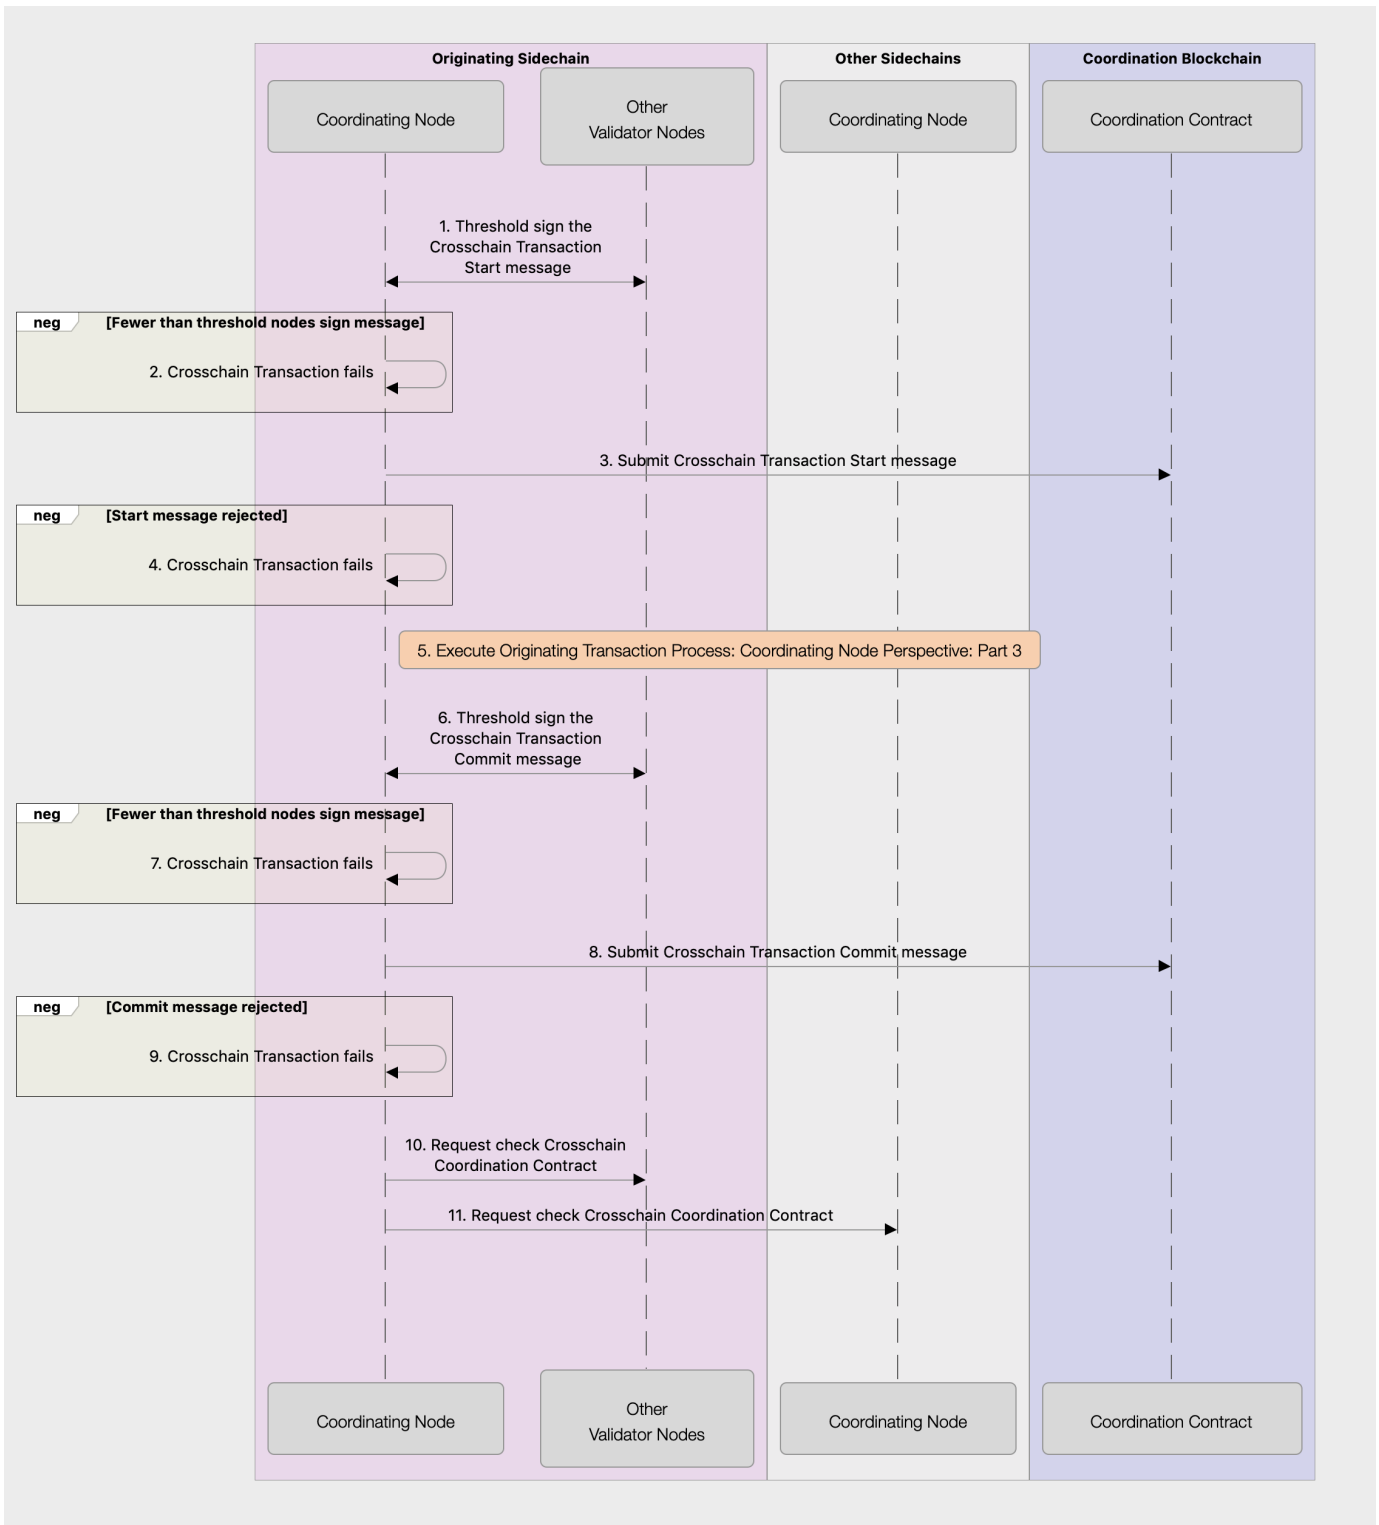 Originating Sidechain
Other Sidechains
Coordination Blockchain
Coordinating Node
Other
Validator Nodes
Coordinating Node
Coordination Contract
1. Threshold sign the
Crosschain Transaction
Start message
neg
[Fewer than threshold nodes sign message]
2. Crosschain Transaction fails
3. Submit Crosschain Transaction Start message
neg
[Start message rejected]
4. Crosschain Transaction fails
5. Execute Originating Transaction Process: Coordinating Node Perspective: Part 3
6. Threshold sign the
Crosschain Transaction
Commit message
neg
[Fewer than threshold nodes sign message]
7. Crosschain Transaction fails
8. Submit Crosschain Transaction Commit message
neg
[Commit message rejected]
9. Crosschain Transaction fails
10. Request check Crosschain
Coordination Contract
11. Request check Crosschain Coordination Contract
Coordinating Node
Other
Validator Nodes
Coordinating Node
Coordination Contract